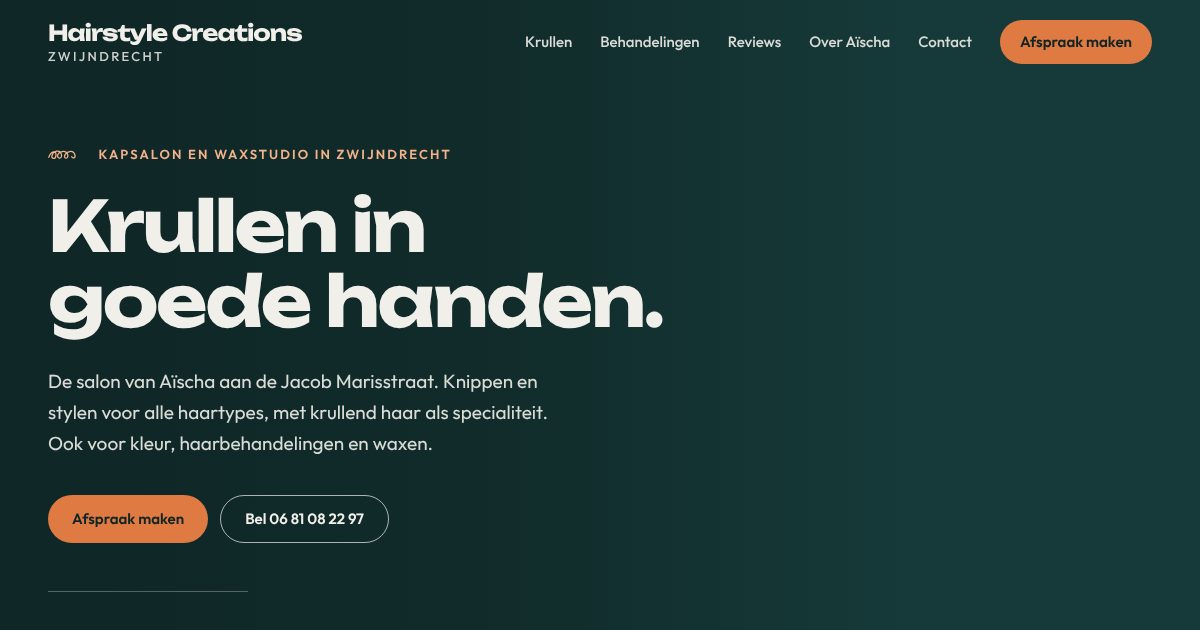 Hairstyle Creations
ZWIJNDRECHT
Krullen
Behandelingen
Reviews
Over Aïscha
Contact
Afspraak maken
KAPSALON EN WAXSTUDIO IN ZWIJNDRECHT
Krullen in
goede handen.
De salon van Aïscha aan de Jacob Marisstraat. Knippen en
stylen voor alle haartypes, met krullend haar als specialiteit.
Ook voor kleur, haarbehandelingen en waxen.
Afspraak maken
Bel 06 81 08 22 97